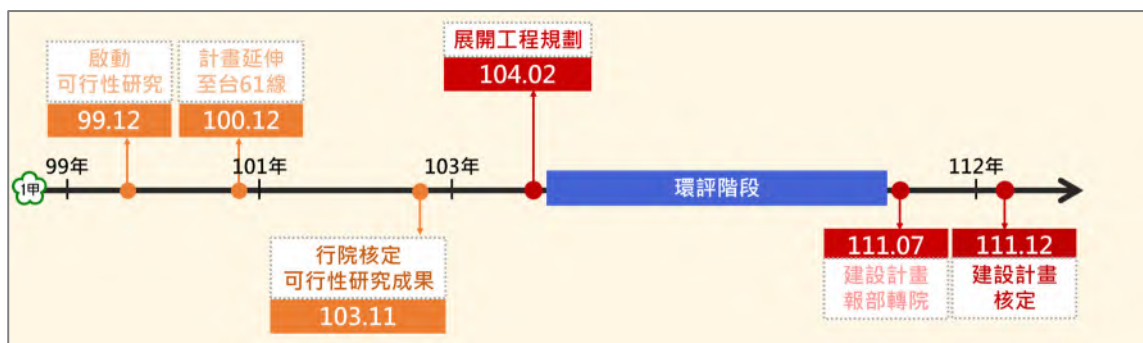 啟動
可行性研究
99.12
計畫延伸
至台61線
100.12
展開工程規劃
104.02
1甲
99年
101年
103年
環評階段
112年
行院核定
可行性研究成果
103.11
111.07
建設計畫
報部轉院
111.12
建設計畫
核定